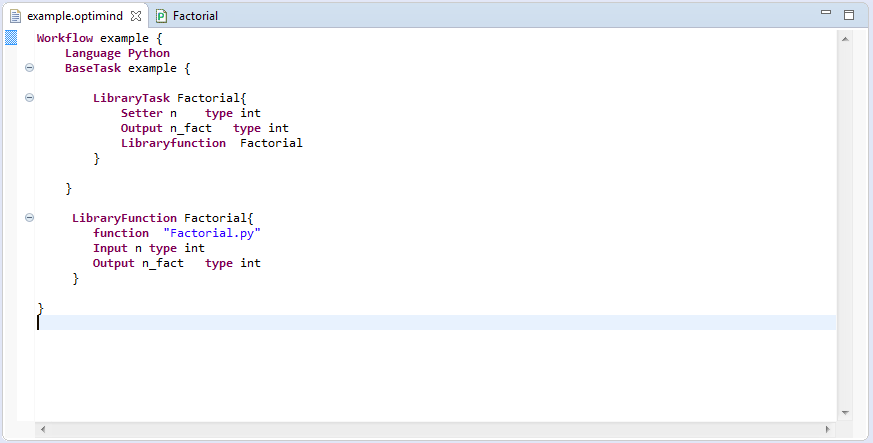 example.optimind Factorial
Workflow example {
    Language Python
    BaseTask example {
        LibraryTask Factorial{
            Setter n    type int
            Output n_fact   type int
            Libraryfunction  Factorial
        }
    }
     LibraryFunction Factorial{
        function  "Factorial.py"
        Input n type int
        Output n_fact   type int
     }
}